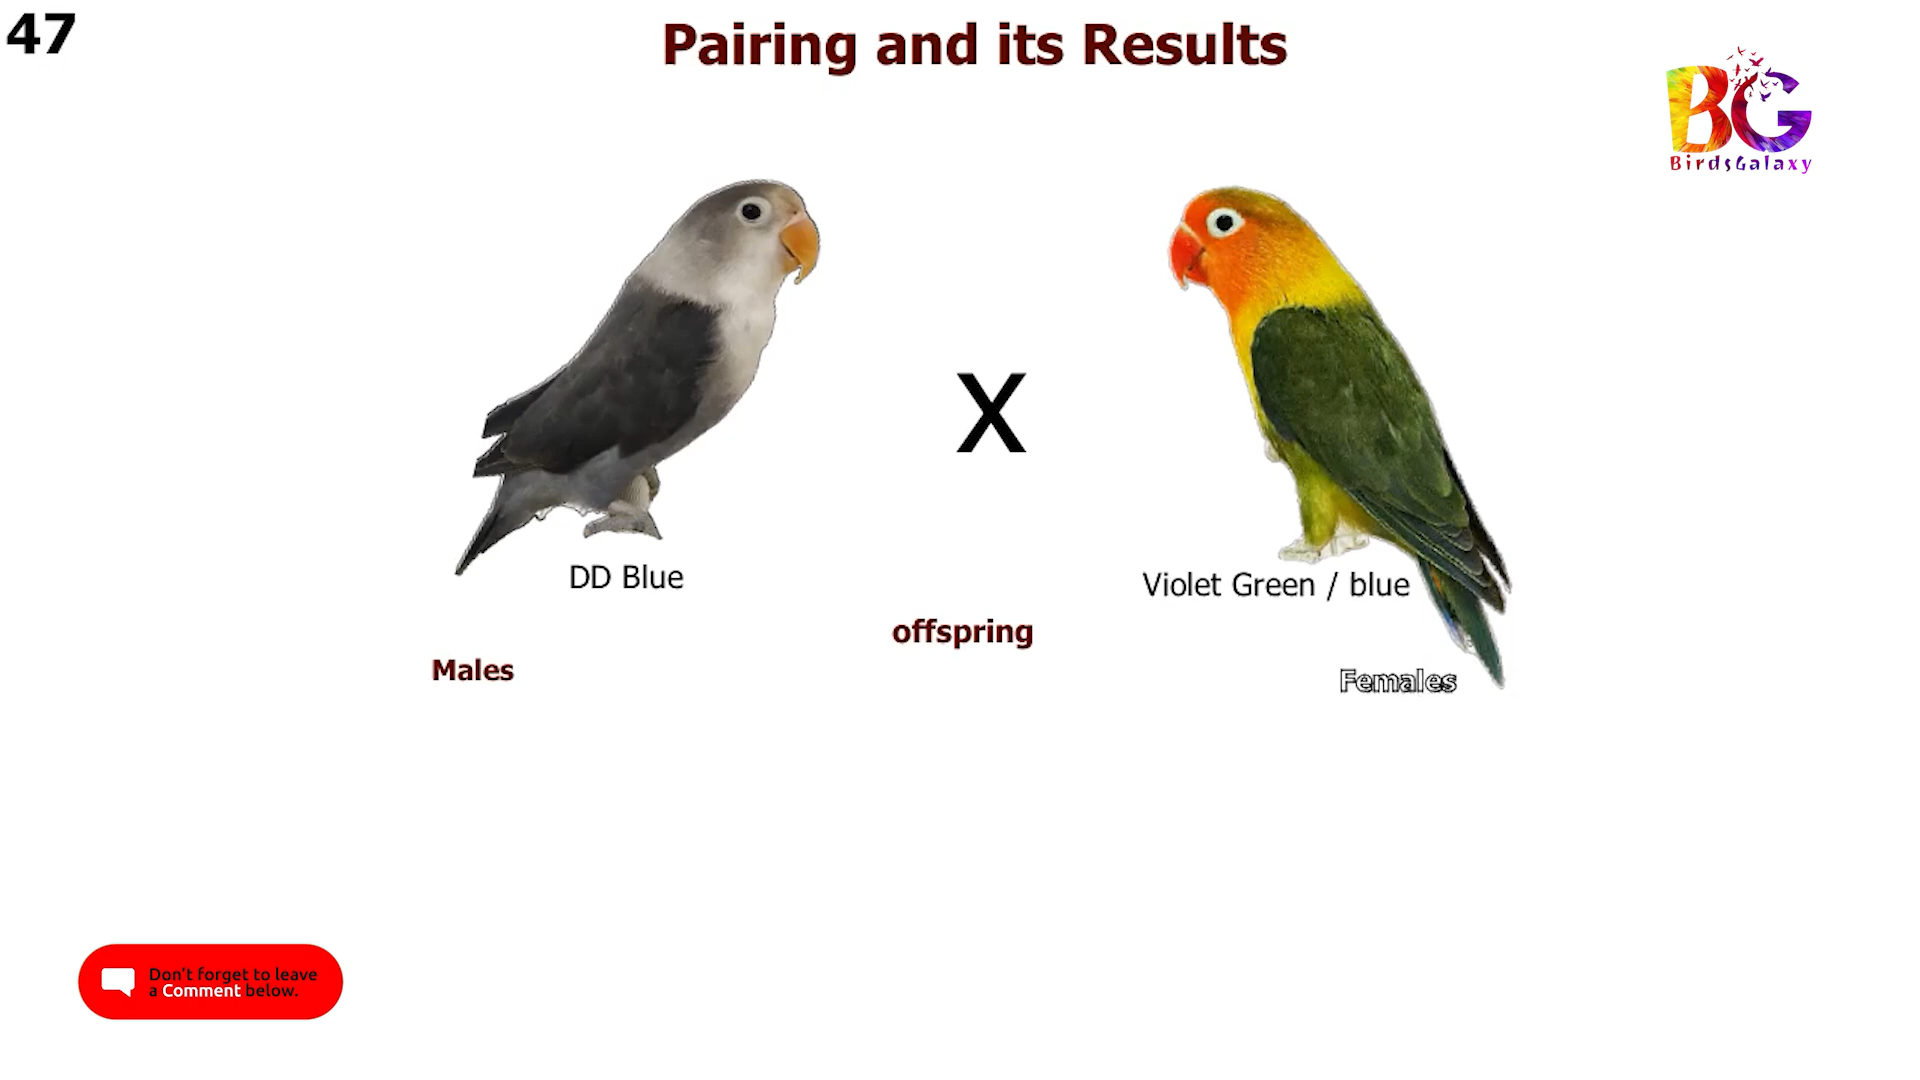 47
Pairing and its Results
BG
BirdsGalaxy
X
DD Blue
Violet Green / blue
offspring
Males
Females
Don't forget to leave
a Comment below.